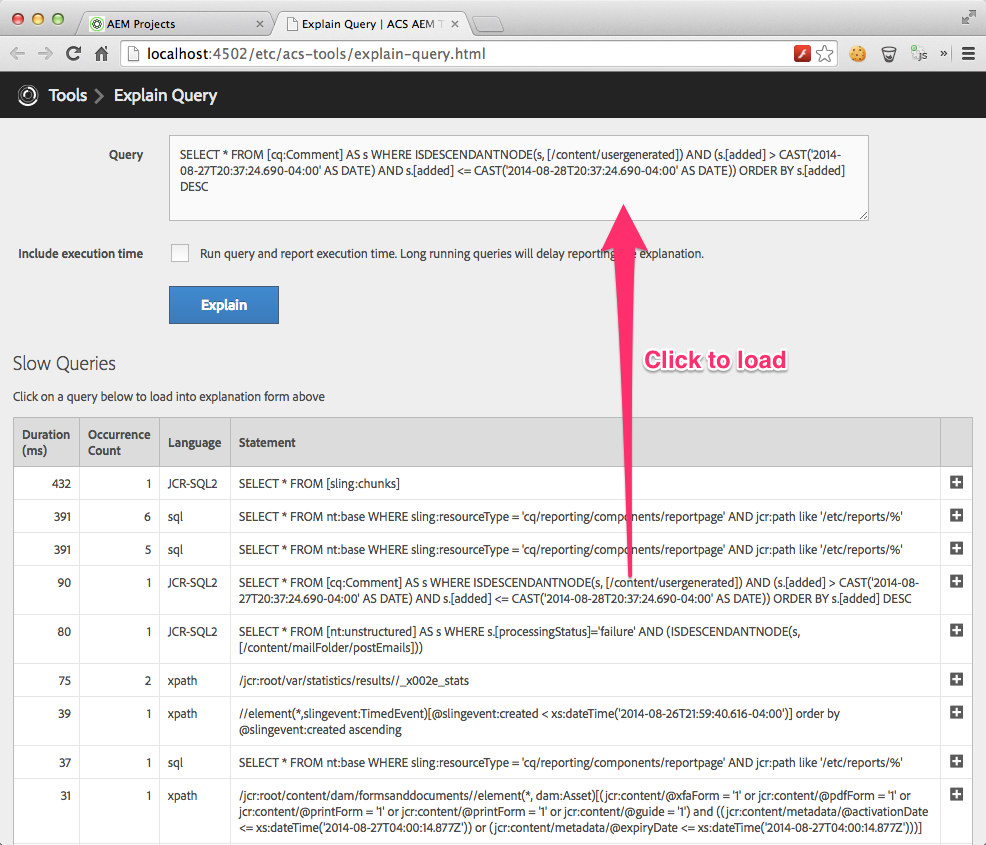 AEM Projects
Explain Query | ACS AEM T
localhost:4502/etc/acs-tools/explain-query.html
js
»
Tools
Explain Query
Query
SELECT * FROM [cq:Comment] AS s WHERE ISDESCENDANTNODE(s, [/content/usergenerated]) AND (s.[added] > CAST('2014-
08-27T20:37:24.690-04:00' AS DATE) AND s.[added] <= CAST('2014-08-28T20:37:24.690-04:00' AS DATE)) ORDER BY s.[added]
DESC
Include execution time
Run query and report execution time. Long running queries will delay reporting explanation.
Explain
Click to load
Slow Queries
Click on a query below to load into explanation form above
Duration (ms) Occurrence Count Language Statement
432 1 JCR-SQL2 SELECT * FROM [sling:chunks]
391 6 sql SELECT * FROM nt:base WHERE sling:resourceType = 'cq/reporting/components/reportpage' AND jcr:path like '/etc/reports/%'
391 5 sql SELECT * FROM nt:base WHERE sling:resourceType = 'cq/reporting/components/reportpage' AND jcr:path like '/etc/reports/%'
90 1 JCR-SQL2 SELECT * FROM [cq:Comment] AS s WHERE ISDESCENDANTNODE(s, [/content/usergenerated]) AND (s.[added] > CAST('2014-08-
27T20:37:24.690-04:00' AS DATE) AND s.[added] <= CAST('2014-08-28T20:37:24.690-04:00' AS DATE)) ORDER BY s.[added] DESC
80 1 JCR-SQL2 SELECT * FROM [nt:unstructured] AS s WHERE s.[processingStatus]='failure' AND (ISDESCENDANTNODE(s,
[/content/mailFolder/postEmails]))
75 2 xpath /jcr:root/var/statistics/results//_x002e_stats
39 1 xpath //element(*,slingevent:TimedEvent)[@slingevent:created < xs:dateTime('2014-08-26T21:59:40.616-04:00')] order by
@slingevent:created ascending
37 1 sql SELECT * FROM nt:base WHERE sling:resourceType = 'cq/reporting/components/reportpage' AND jcr:path like '/etc/reports/%'
31 1 xpath /jcr:root/content/dam/formsanddocuments//element(*, dam:Asset)[(jcr:content/@xfaForm = '1' or jcr:content/@pdfForm = '1' or
jcr:content/@printForm = '1' or jcr:content/@printForm = '1' or jcr:content/@guide = '1') and ((jcr:content/metadata/@activationDate
<= xs:dateTime('2014-08-27T04:00:14.877Z')) or (jcr:content/metadata/@expiryDate <= xs:dateTime('2014-08-27T04:00:14.877Z')))]